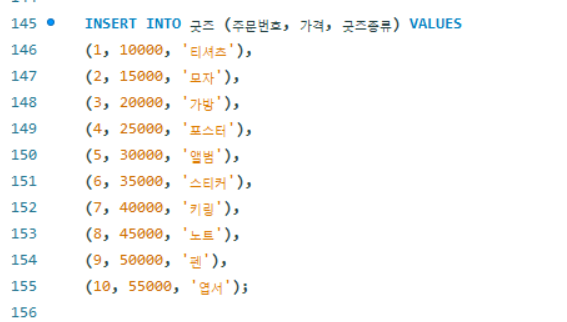 145 INSERT INTO 굿즈 (주문번호, 가격, 굿즈종류) VALUES
146 (1, 10000, '티셔츠'),
147 (2, 15000, '모자'),
148 (3, 20000, '가방'),
149 (4, 25000, '포스터'),
150 (5, 30000, '앨범'),
151 (6, 35000, '스티커'),
152 (7, 40000, '키링'),
153 (8, 45000, '노트'),
154 (9, 50000, '펜'),
155 (10, 55000, '엽서');
156